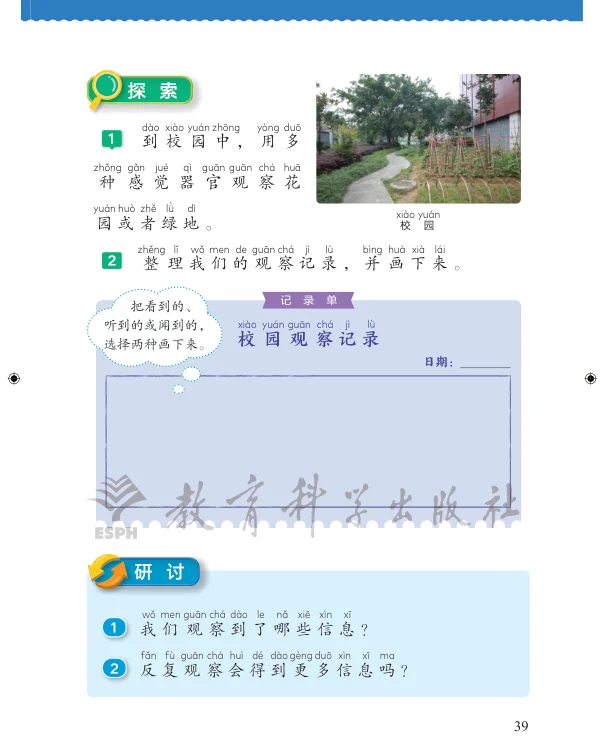 探 索
dào xiào yuán zhōng yòng duō
1 到 校 园 中 ， 用 多
zhǒng gǎn jué qì guān guān chá huā
种 感 觉 器 官 观 察 花
yuán huò zhě lǜ dì
园 或 者 绿 地 。
xiào yuán
校 园
zhěng lǐ wǒ men de guān chá jì lù bìng huà xià lái
2 整 理 我 们 的 观 察 记 录 ， 并 画 下 来 。
记 录 单
把看到的、
听到的或闻到的，
选择两种画下来。
xiào yuán guān chá jì lù
校 园 观 察 记 录
日期：
ESPH
教育科学出版社
研 讨
wǒ men guān chá dào le nǎ xiē xìn xī
1 我 们 观 察 到 了 哪 些 信 息 ？
fǎn fù guān chá huì dé dào gèng duō xìn xī ma
2 反 复 观 察 会 得 到 更 多 信 息 吗 ？
39